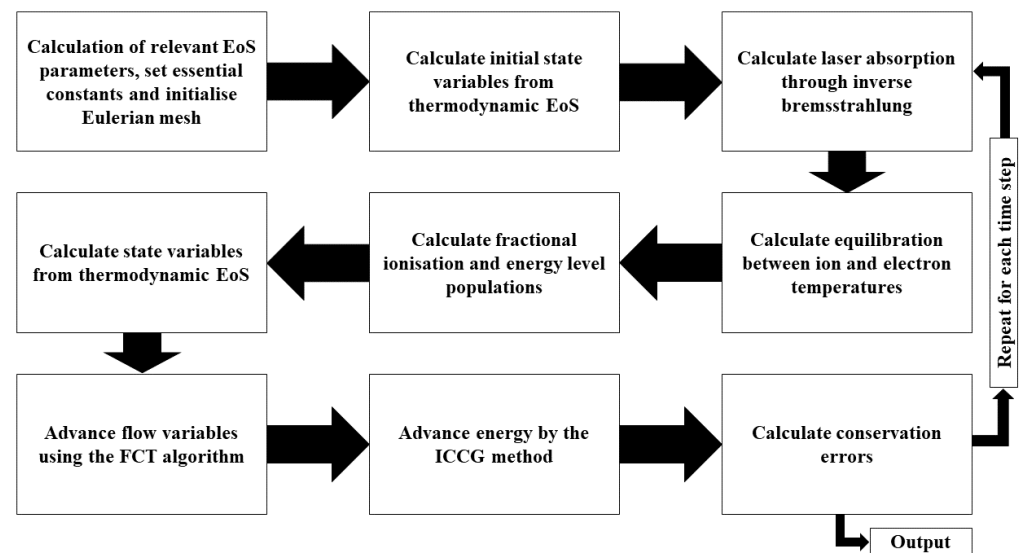 Calculation of relevant EoS
parameters, set essential
constants and initialise
Eulerian mesh
Calculate initial state
variables from
thermodynamic EoS
Calculate laser absorption
through inverse
bremsstrahlung
Repeat for each time step
Calculate equilibration
between ion and electron
temperatures
Calculate fractional
ionisation and energy level
populations
Calculate state variables
from thermodynamic EoS
Advance flow variables
using the FCT algorithm
Advance energy by the
ICCG method
Calculate conservation
errors
Output